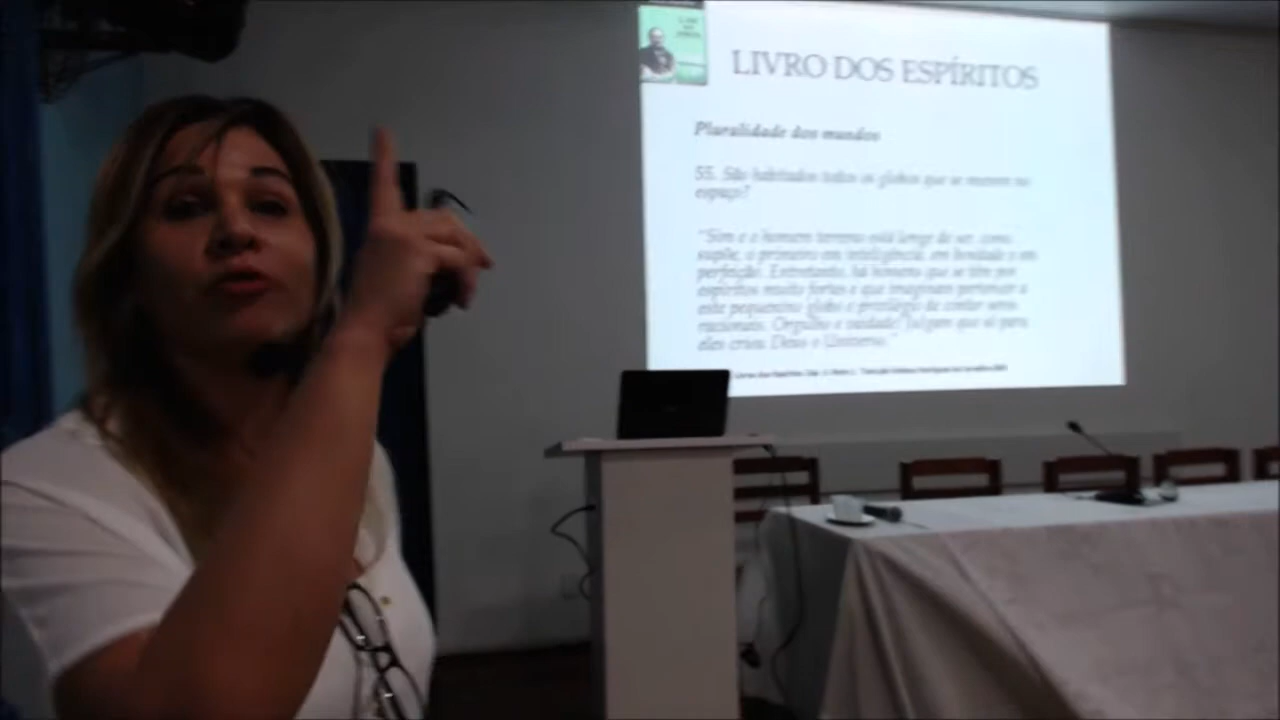 LIVRO DOS ESPÍRITOS
Pluralidade dos mundos
55. São habitados todos os globos que se movem no
espaço?
"Sim e o homem terreno está longe de ser, como
supõe, o primeiro em inteligência, em bondade e em
perfeição. Entretanto, há homens que se têm por
espíritos muito fortes e que imaginam pertencer a
este pequenino globo o privilégio de conter seres
racionais. Orgulho e vaidade! Julgam que só para
eles criou Deus o Universo."